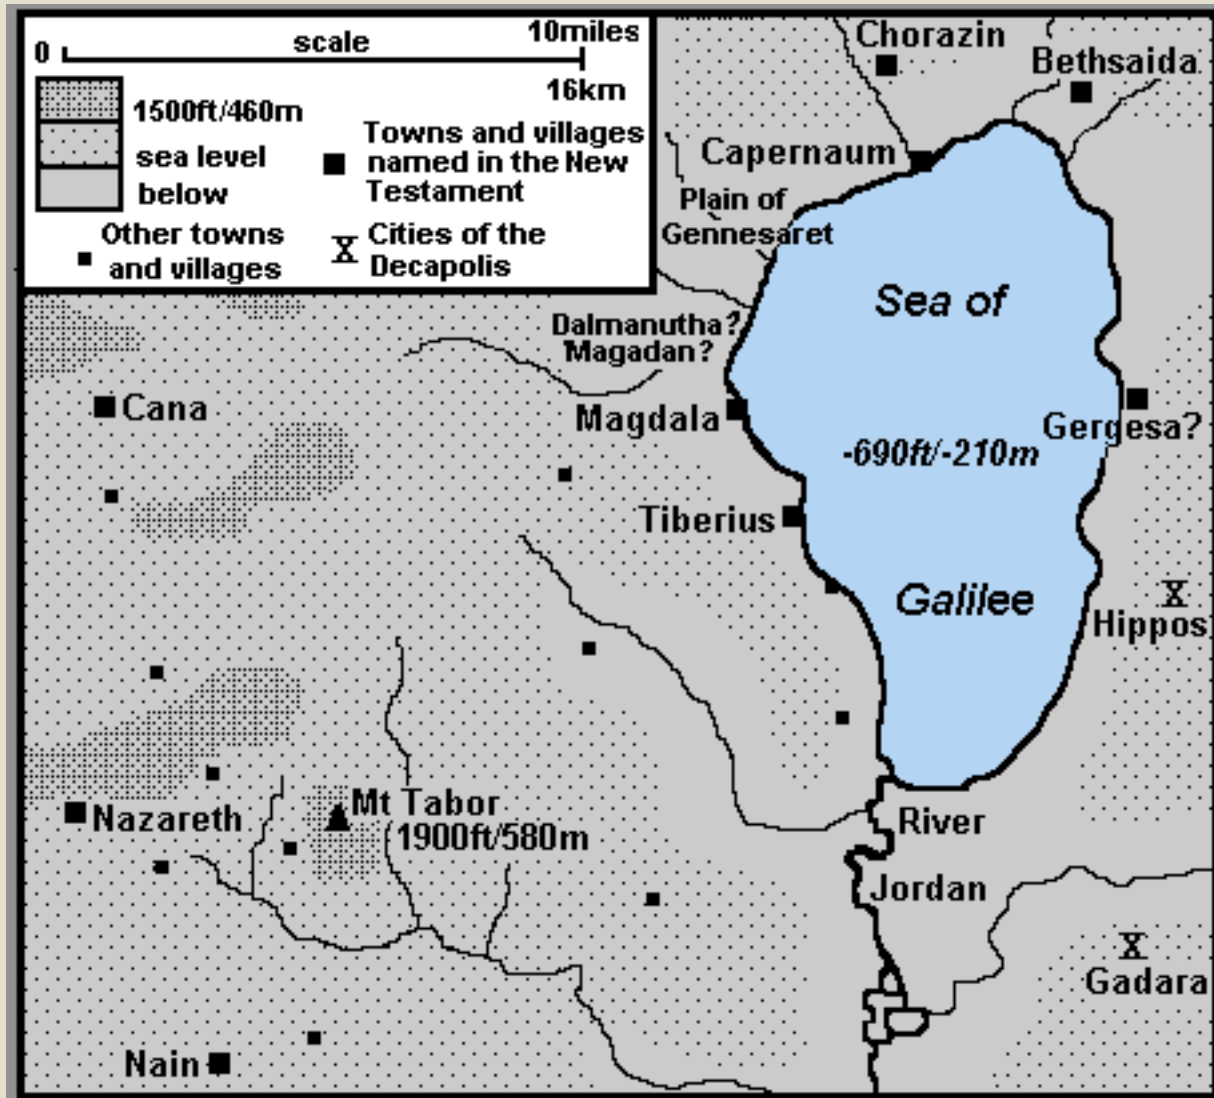 0 scale 10miles
16km
1500ft/460m
sea level
below
Towns and villages
named in the New
Testament
Other towns
and villages
X Cities of the
Decapolis
Chorazin
Bethsaida
Capernaum
Plain of
Gennesaret
Sea of
Dalmanutha?
Magadan?
Cana
Magdala
Gergesa?
-690ft/-210m
Tiberius
Galilee
X
Hippos
Mt Tabor
1900ft/580m
Nazareth
River
Jordan
X
Gadara
Nain